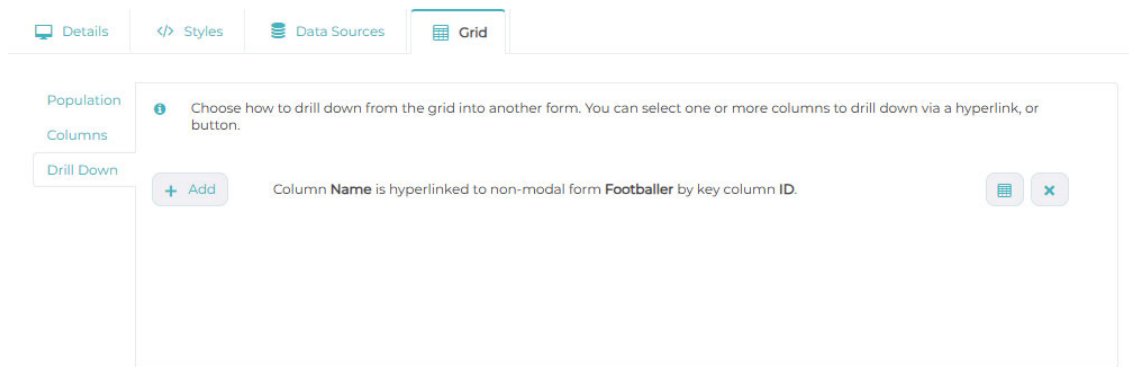 Details
Styles
Data Sources
Grid
Population
Columns
Drill Down
Choose how to drill down from the grid into another form. You can select one or more columns to drill down via a hyperlink, or
button.
+ Add
Column Name is hyperlinked to non-modal form Footballer by key column ID.